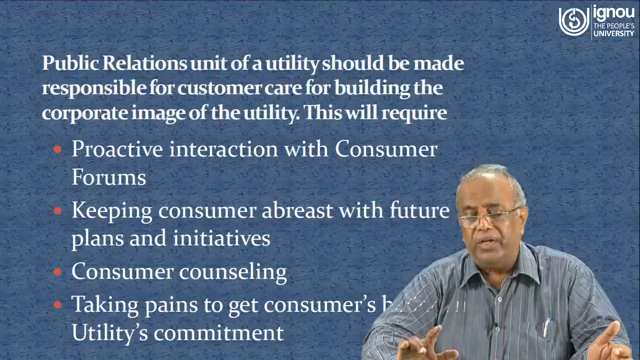 ignou
THE PEOPLE'S
UNIVERSITY
Public Relations unit of a utility should be made
responsible for customer care for building the
corporate image of the utility. This will require
• Proactive interaction with Consumer
Forums
• Keeping consumer abreast with future
plans and initiatives
• Consumer counseling
• Taking pains to get consumer's
Utility's commitment